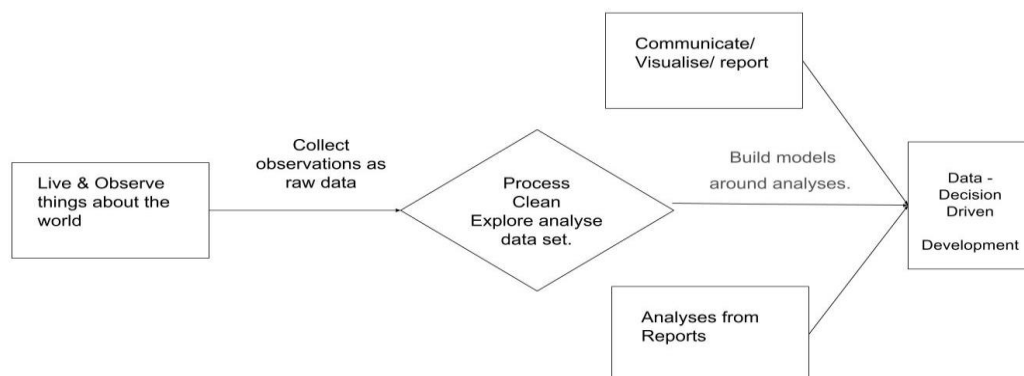 Live & Observe
things about the
world
Collect
observations as
raw data
Process
Clean
Explore analyse
data set.
Communicate/
Visualise/ report
Build models
around analyses.
Analyses from
Reports
Data -
Decision
Driven
Development